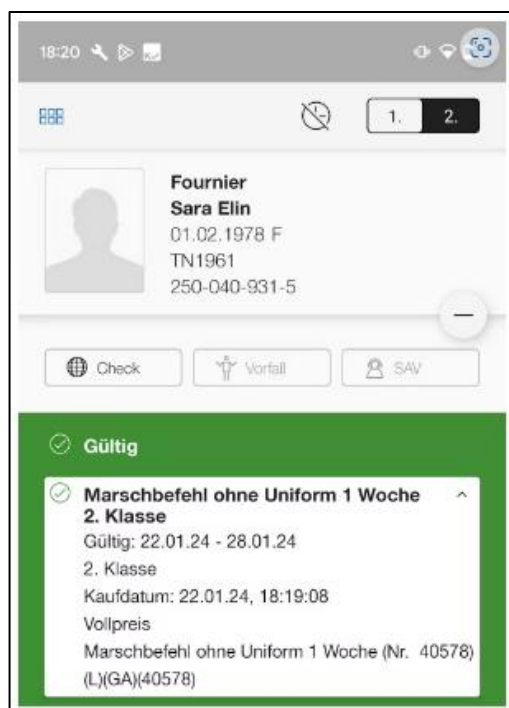 18:20
1. 2.
Fournier
Sara Elin
01.02.1978 F
TN1961
250-040-931-5
Check Vorfall SAV
Gültig
Marschbefehl ohne Uniform 1 Woche
2. Klasse
Gültig: 22.01.24 - 28.01.24
2. Klasse
Kaufdatum: 22.01.24, 18:19:08
Vollpreis
Marschbefehl ohne Uniform 1 Woche (Nr. 40578)
(L)(GA)(40578)